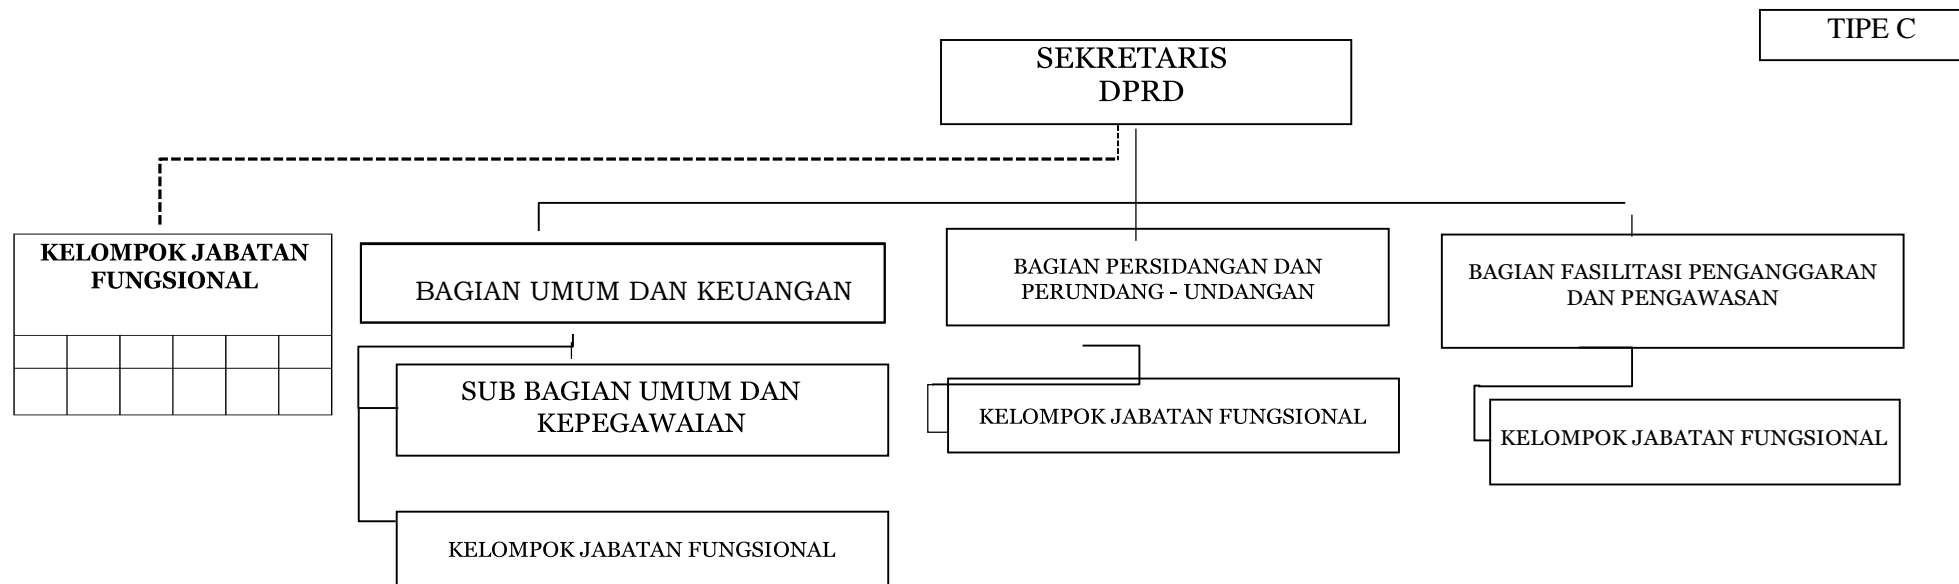 TIPE C
SEKRETARIS
DPRD
KELOMPOK JABATAN
FUNGSIONAL
BAGIAN UMUM DAN KEUANGAN
BAGIAN PERSIDANGAN DAN
PERUNDANG - UNDANGAN
BAGIAN FASILITASI PENGANGGARAN
DAN PENGAWASAN
SUB BAGIAN UMUM DAN
KEPEGAWAIAN
KELOMPOK JABATAN FUNGSIONAL
KELOMPOK JABATAN FUNGSIONAL
KELOMPOK JABATAN FUNGSIONAL